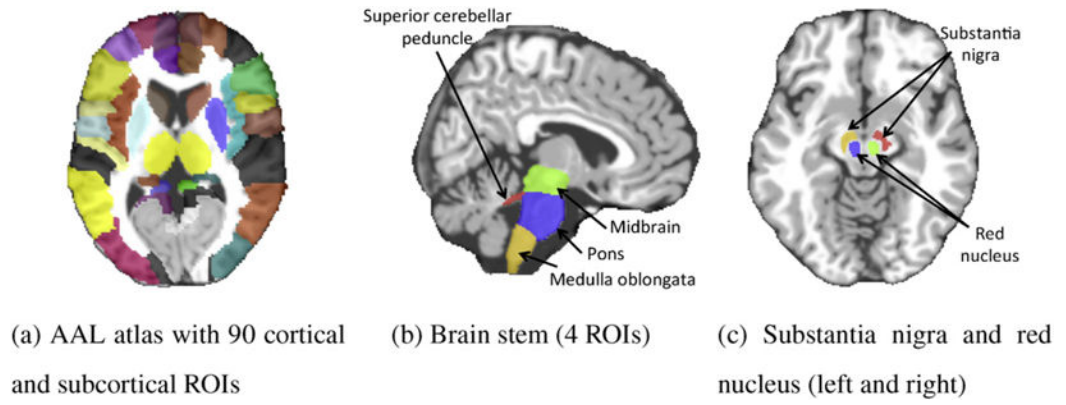 Superior cerebellar
peduncle
Midbrain
Pons
Medulla oblongata
Substantia
nigra
Red
nucleus
(a) AAL atlas with 90 cortical
and subcortical ROIs
(b) Brain stem (4 ROIs)
(c) Substantia nigra and red
nucleus (left and right)